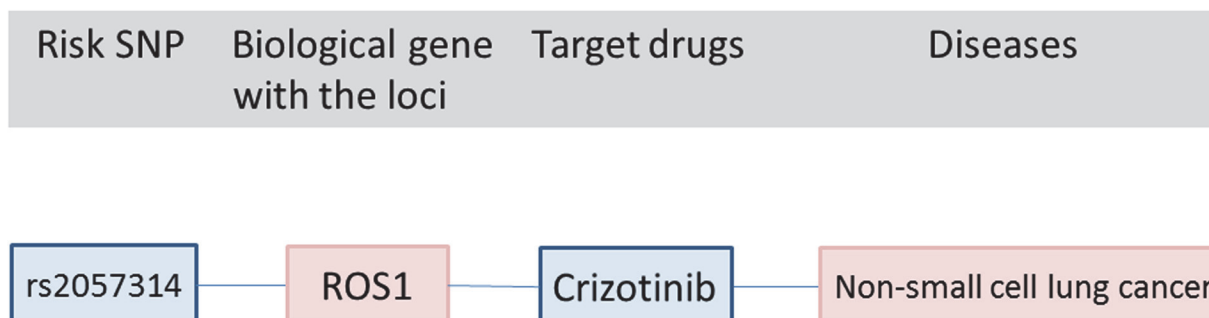 Risk SNP Biological gene Target drugs Diseases
with the loci
rs2057314 ROS1 Crizotinib Non-small cell lung cancer